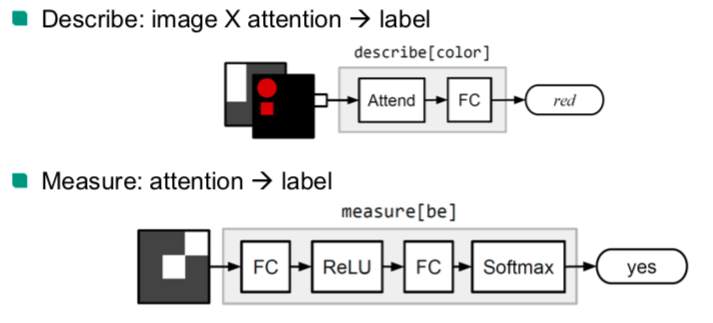 Describe: image X attention → label
describe[color]
Attend FC red
Measure: attention → label
measure[be]
FC ReLU FC Softmax yes